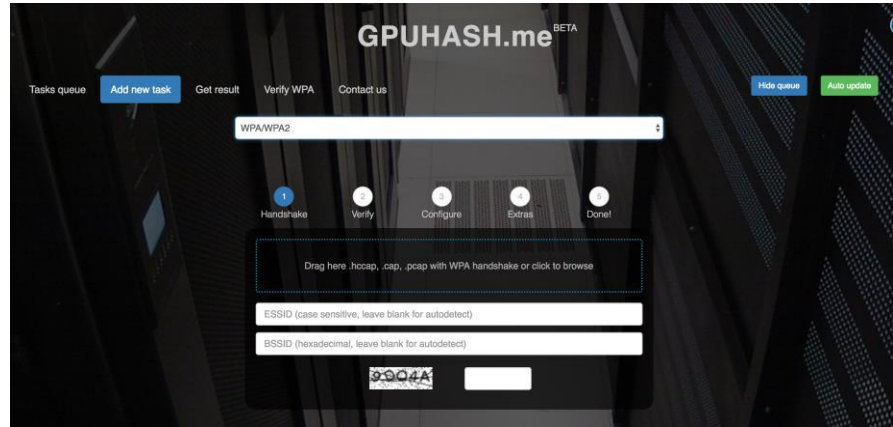 GPUHASH.me BETA
Tasks queue Add new task Get result Verify WPA Contact us Hide queue Auto update
WPA/WPA2
1 2 3 4 5
Handshake Verify Configure Extras Done!
Drag here .hccap, .cap, .pcap with WPA handshake or click to browse
ESSID (case sensitive, leave blank for autodetect)
BSSID (hexadecimal, leave blank for autodetect)